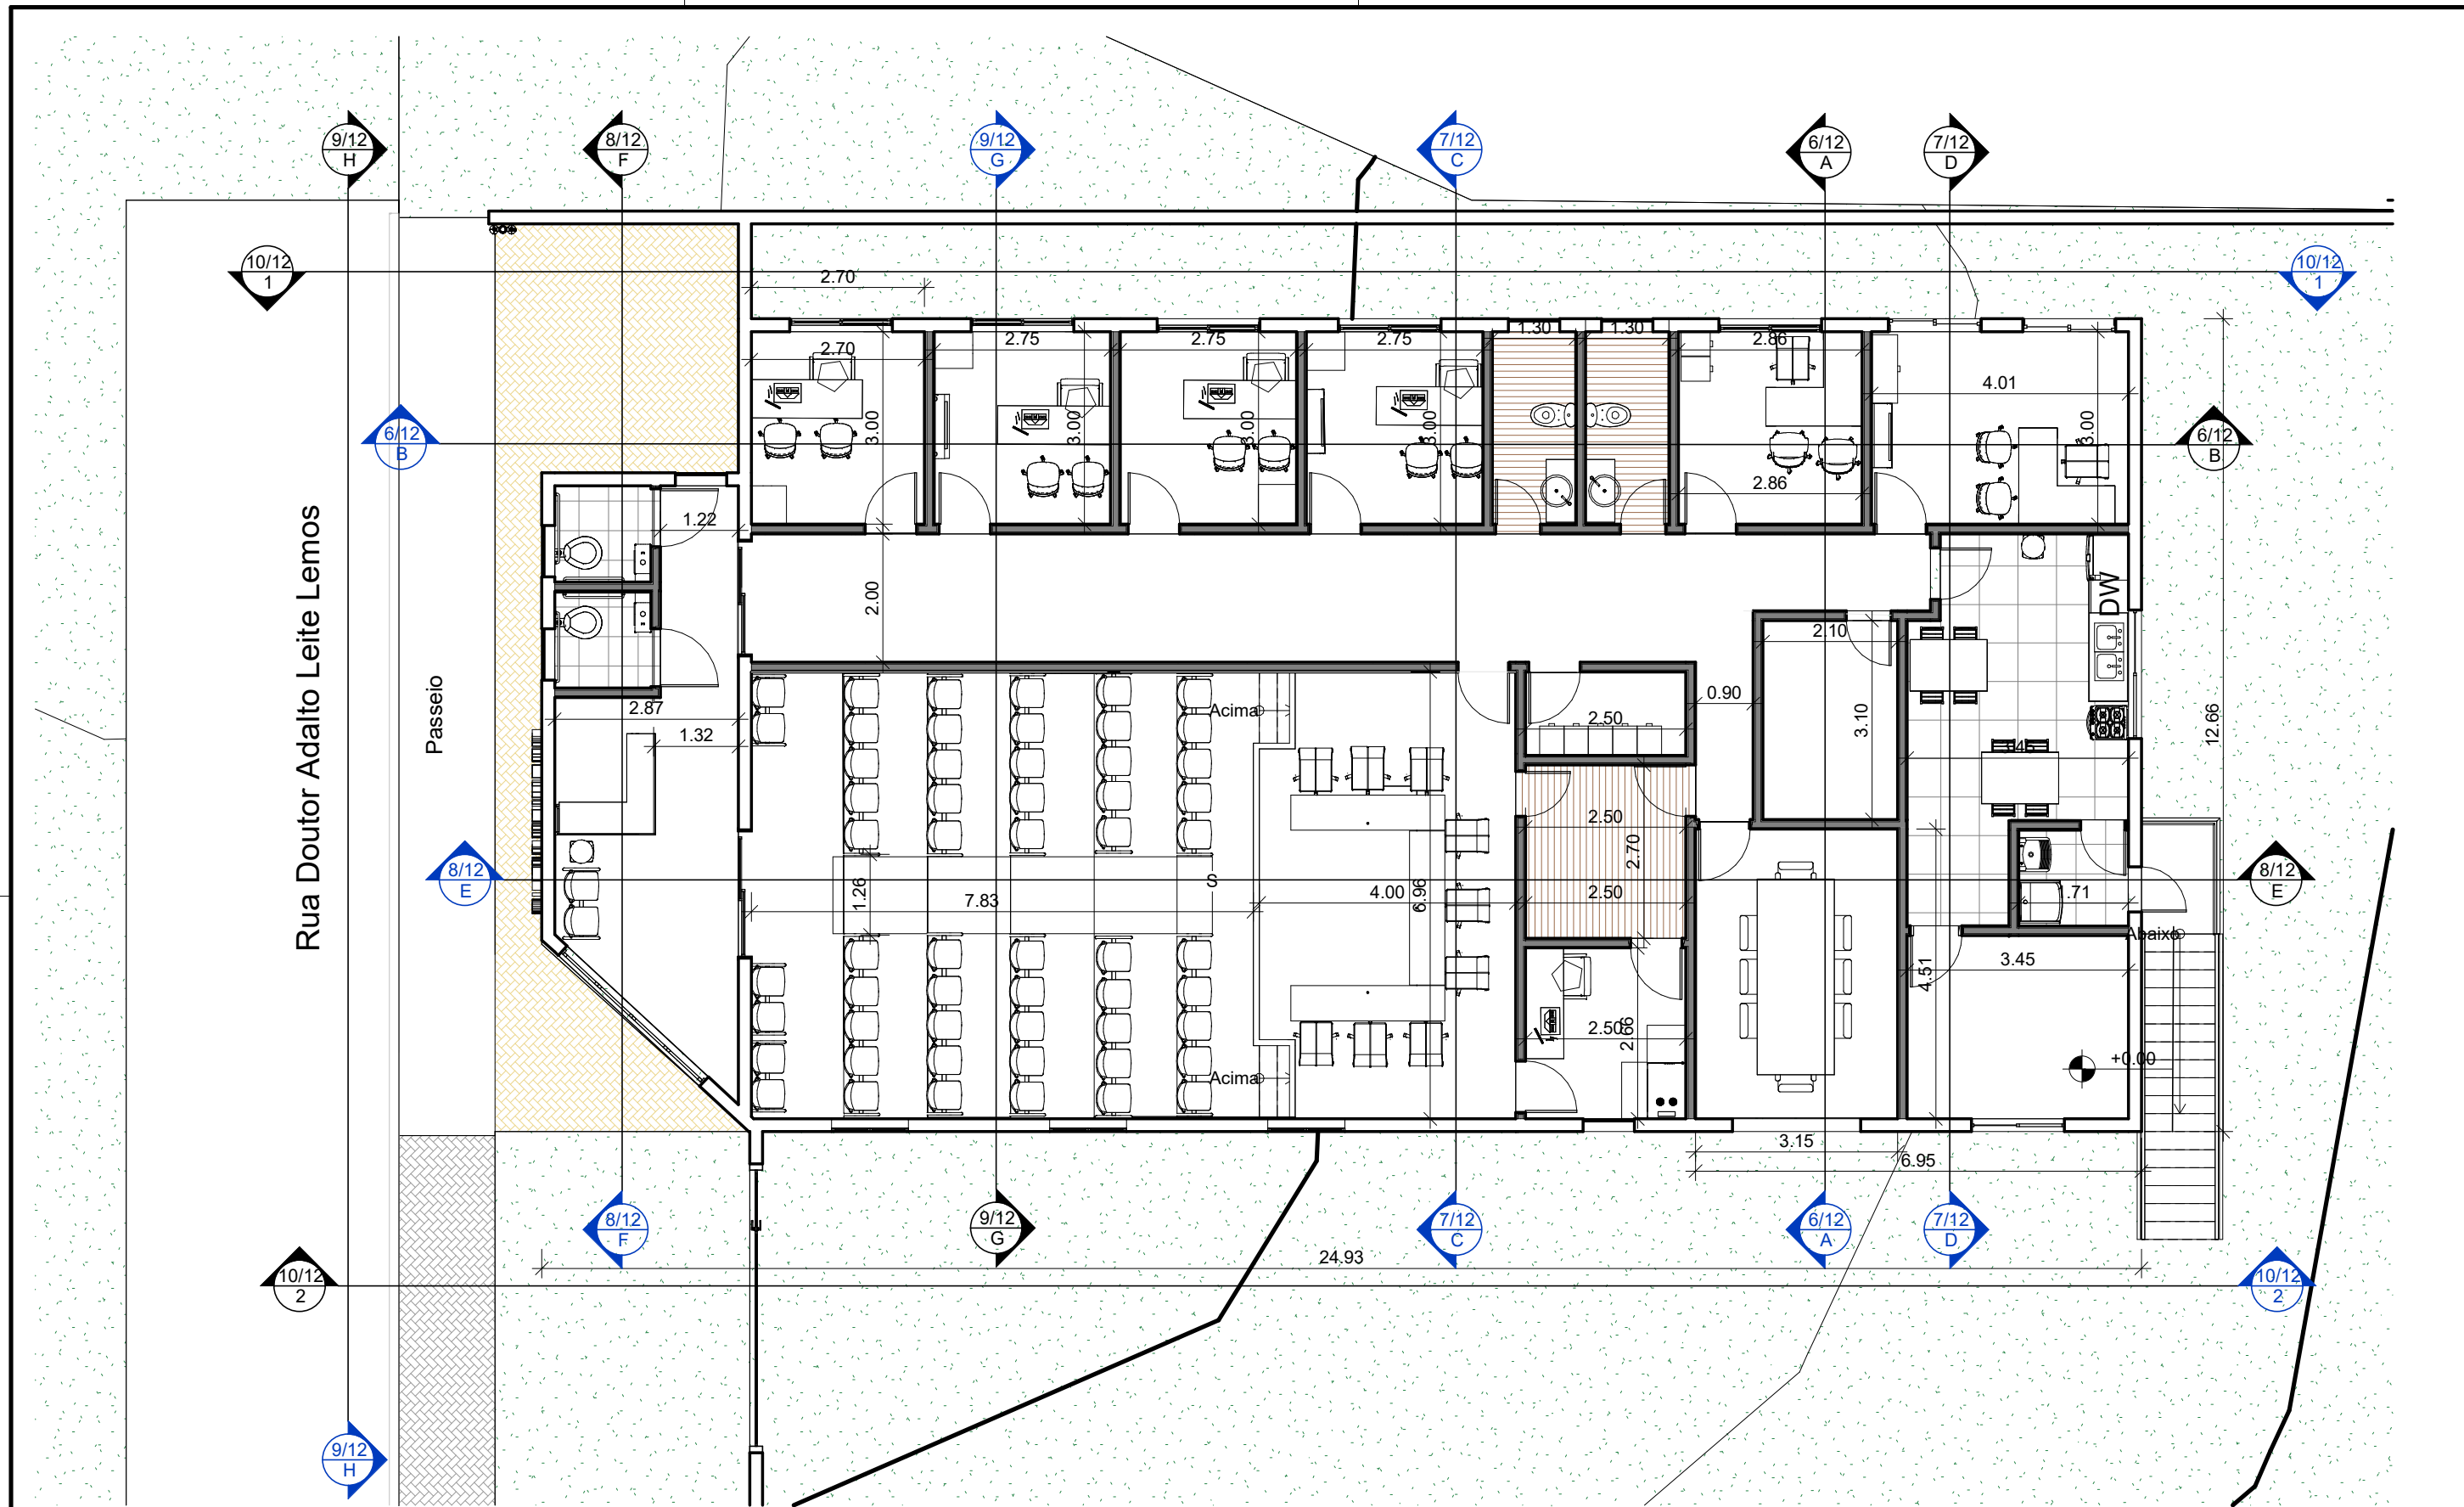 9/12
H
8/12
F
9/12
G
7/12
C
6/12
A
7/12
D
10/12
1
10/12
1
2.70
1.30
1.30
2.70
2.75
2.75
2.75
2.86
4.01
3.00
3.00
3.00
3.00
3.00
6/12
B
6/12
B
2.86
1.22
2.00
DW
2.10
Rua Doutor Adalto Leite Lemos
Passeio
2.87
1.32
Acima
2.50
0.90
3.10
12.66
3.45
2.50
2.70
8/12
E
8/12
E
1.26
7.83
S
4.00
6.96
2.50
1.71
Abaixo
4.51
3.45
2.50
2.66
+0.00
Acima
3.15
6.95
8/12
F
9/12
G
7/12
C
6/12
A
7/12
D
24.93
10/12
2
10/12
2
9/12
H